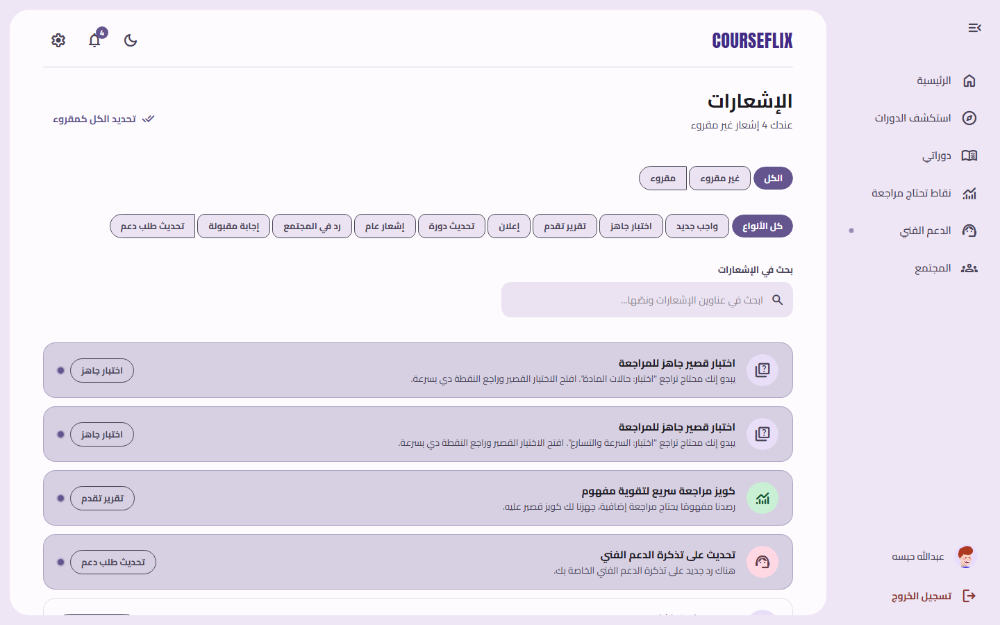 COURSEFLIX
4
الإشعارات
عندك 4 إشعار غير مقروء
تحديد الكل كمقروء
الكل
غير مقروء
مقروء
كل الأنواع
واجب جديد
اختبار جاهز
تقرير تقدم
إعلان
تحديث دورة
إشعار عام
رد في المجتمع
إجابة مقبولة
تحديث طلب دعم
بحث في الإشعارات
ابحث في عناوين الإشعارات ونصّها...
اختبار قصير جاهز للمراجعة
يبدو إنك محتاج تراجع "اختبار: حالات المادة". افتح الاختبار القصير وراجع النقطة دي بسرعة.
اختبار جاهز
اختبار قصير جاهز للمراجعة
يبدو إنك محتاج تراجع "اختبار: السرعة والتسارع". افتح الاختبار القصير وراجع النقطة دي بسرعة.
اختبار جاهز
كويز مراجعة سريع لتقوية مفهوم
رصدنا مفهومًا يحتاج مراجعة إضافية، جهزنا لك كويز قصير عليه.
تقرير تقدم
تحديث على تذكرة الدعم الفني
هناك رد جديد على تذكرة الدعم الفني الخاصة بك.
تحديث طلب دعم
الرئيسية
استكشف الدورات
دوراتي
نقاط تحتاج مراجعة
الدعم الفني
المجتمع
عبدالله حبسه
تسجيل الخروج